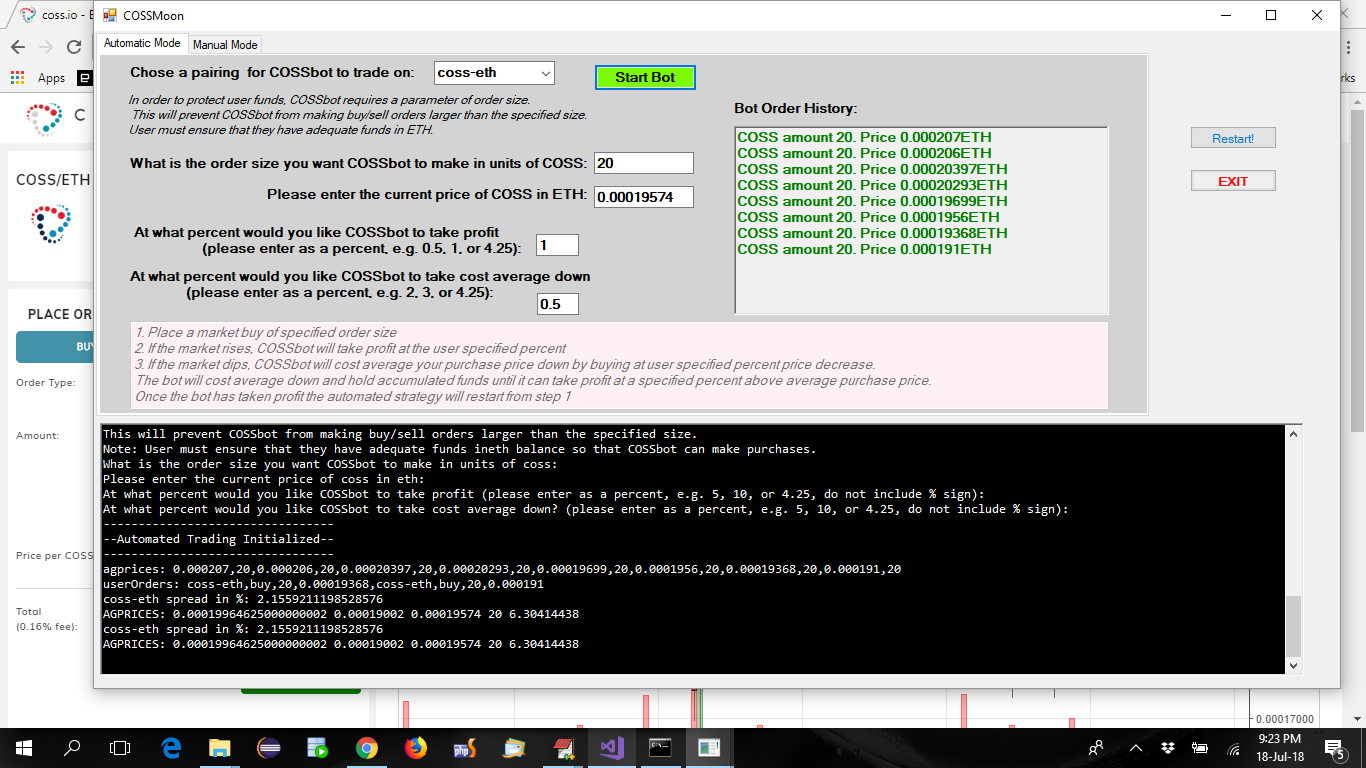 coss.io - E
COSSMoon
Apps
rks
C
COSS/ETH
PLACE OR
BUY
Order Type:
Amount:
Price per COSS
Total
(0.16% fee):
Automatic Mode
Manual Mode
Chose a pairing for COSSbot to trade on:
coss-eth
Start Bot
In order to protect user funds, COSSbot requires a parameter of order size.
This will prevent COSSbot from making buy/sell orders larger than the specified size.
User must ensure that they have adequate funds in ETH.
What is the order size you want COSSbot to make in units of COSS:
20
Please enter the current price of COSS in ETH:
0.00019574
At what percent would you like COSSbot to take profit
(please enter as a percent, e.g. 0.5, 1, or 4.25):
1
At what percent would you like COSSbot to take cost average down
(please enter as a percent, e.g. 2, 3, or 4.25):
0.5
Bot Order History:
COSS amount 20. Price 0.000207ETH
COSS amount 20. Price 0.000206ETH
COSS amount 20. Price 0.00020397ETH
COSS amount 20. Price 0.00020293ETH
COSS amount 20. Price 0.00019699ETH
COSS amount 20. Price 0.0001956ETH
COSS amount 20. Price 0.00019368ETH
COSS amount 20. Price 0.000191ETH
Restart!
EXIT
1. Place a market buy of specified order size
2. If the market rises, COSSbot will take profit at the user specified percent
3. If the market dips, COSSbot will cost average your purchase price down by buying at user specified percent price decrease.
The bot will cost average down and hold accumulated funds until it can take profit at a specified percent above average purchase price.
Once the bot has taken profit the automated strategy will restart from step 1
This will prevent COSSbot from making buy/sell orders larger than the specified size.
Note: User must ensure that they have adequate funds ineth balance so that COSSbot can make purchases.
What is the order size you want COSSbot to make in units of coss:
Please enter the current price of coss in eth:
At what percent would you like COSSbot to take profit (please enter as a percent, e.g. 5, 10, or 4.25, do not include % sign):
At what percent would you like COSSbot to take cost average down? (please enter as a percent, e.g. 5, 10, or 4.25, do not include % sign):
--------------------------------
--Automated Trading Initialized--
--------------------------------
agprices: 0.000207,20,0.000206,20,0.00020397,20,0.00020293,20,0.00019699,20,0.0001956,20,0.00019368,20,0.000191,20
userOrders: coss-eth,buy,20,0.00019368,coss-eth,buy,20,0.000191
coss-eth spread in %: 2.1559211198528576
AGPRICES: 0.00019964625000000002 0.00019002 0.00019574 20 6.30414438
coss-eth spread in %: 2.1559211198528576
AGPRICES: 0.00019964625000000002 0.00019002 0.00019574 20 6.30414438
0.00017000
php
9:23 PM
18-Jul-18
5